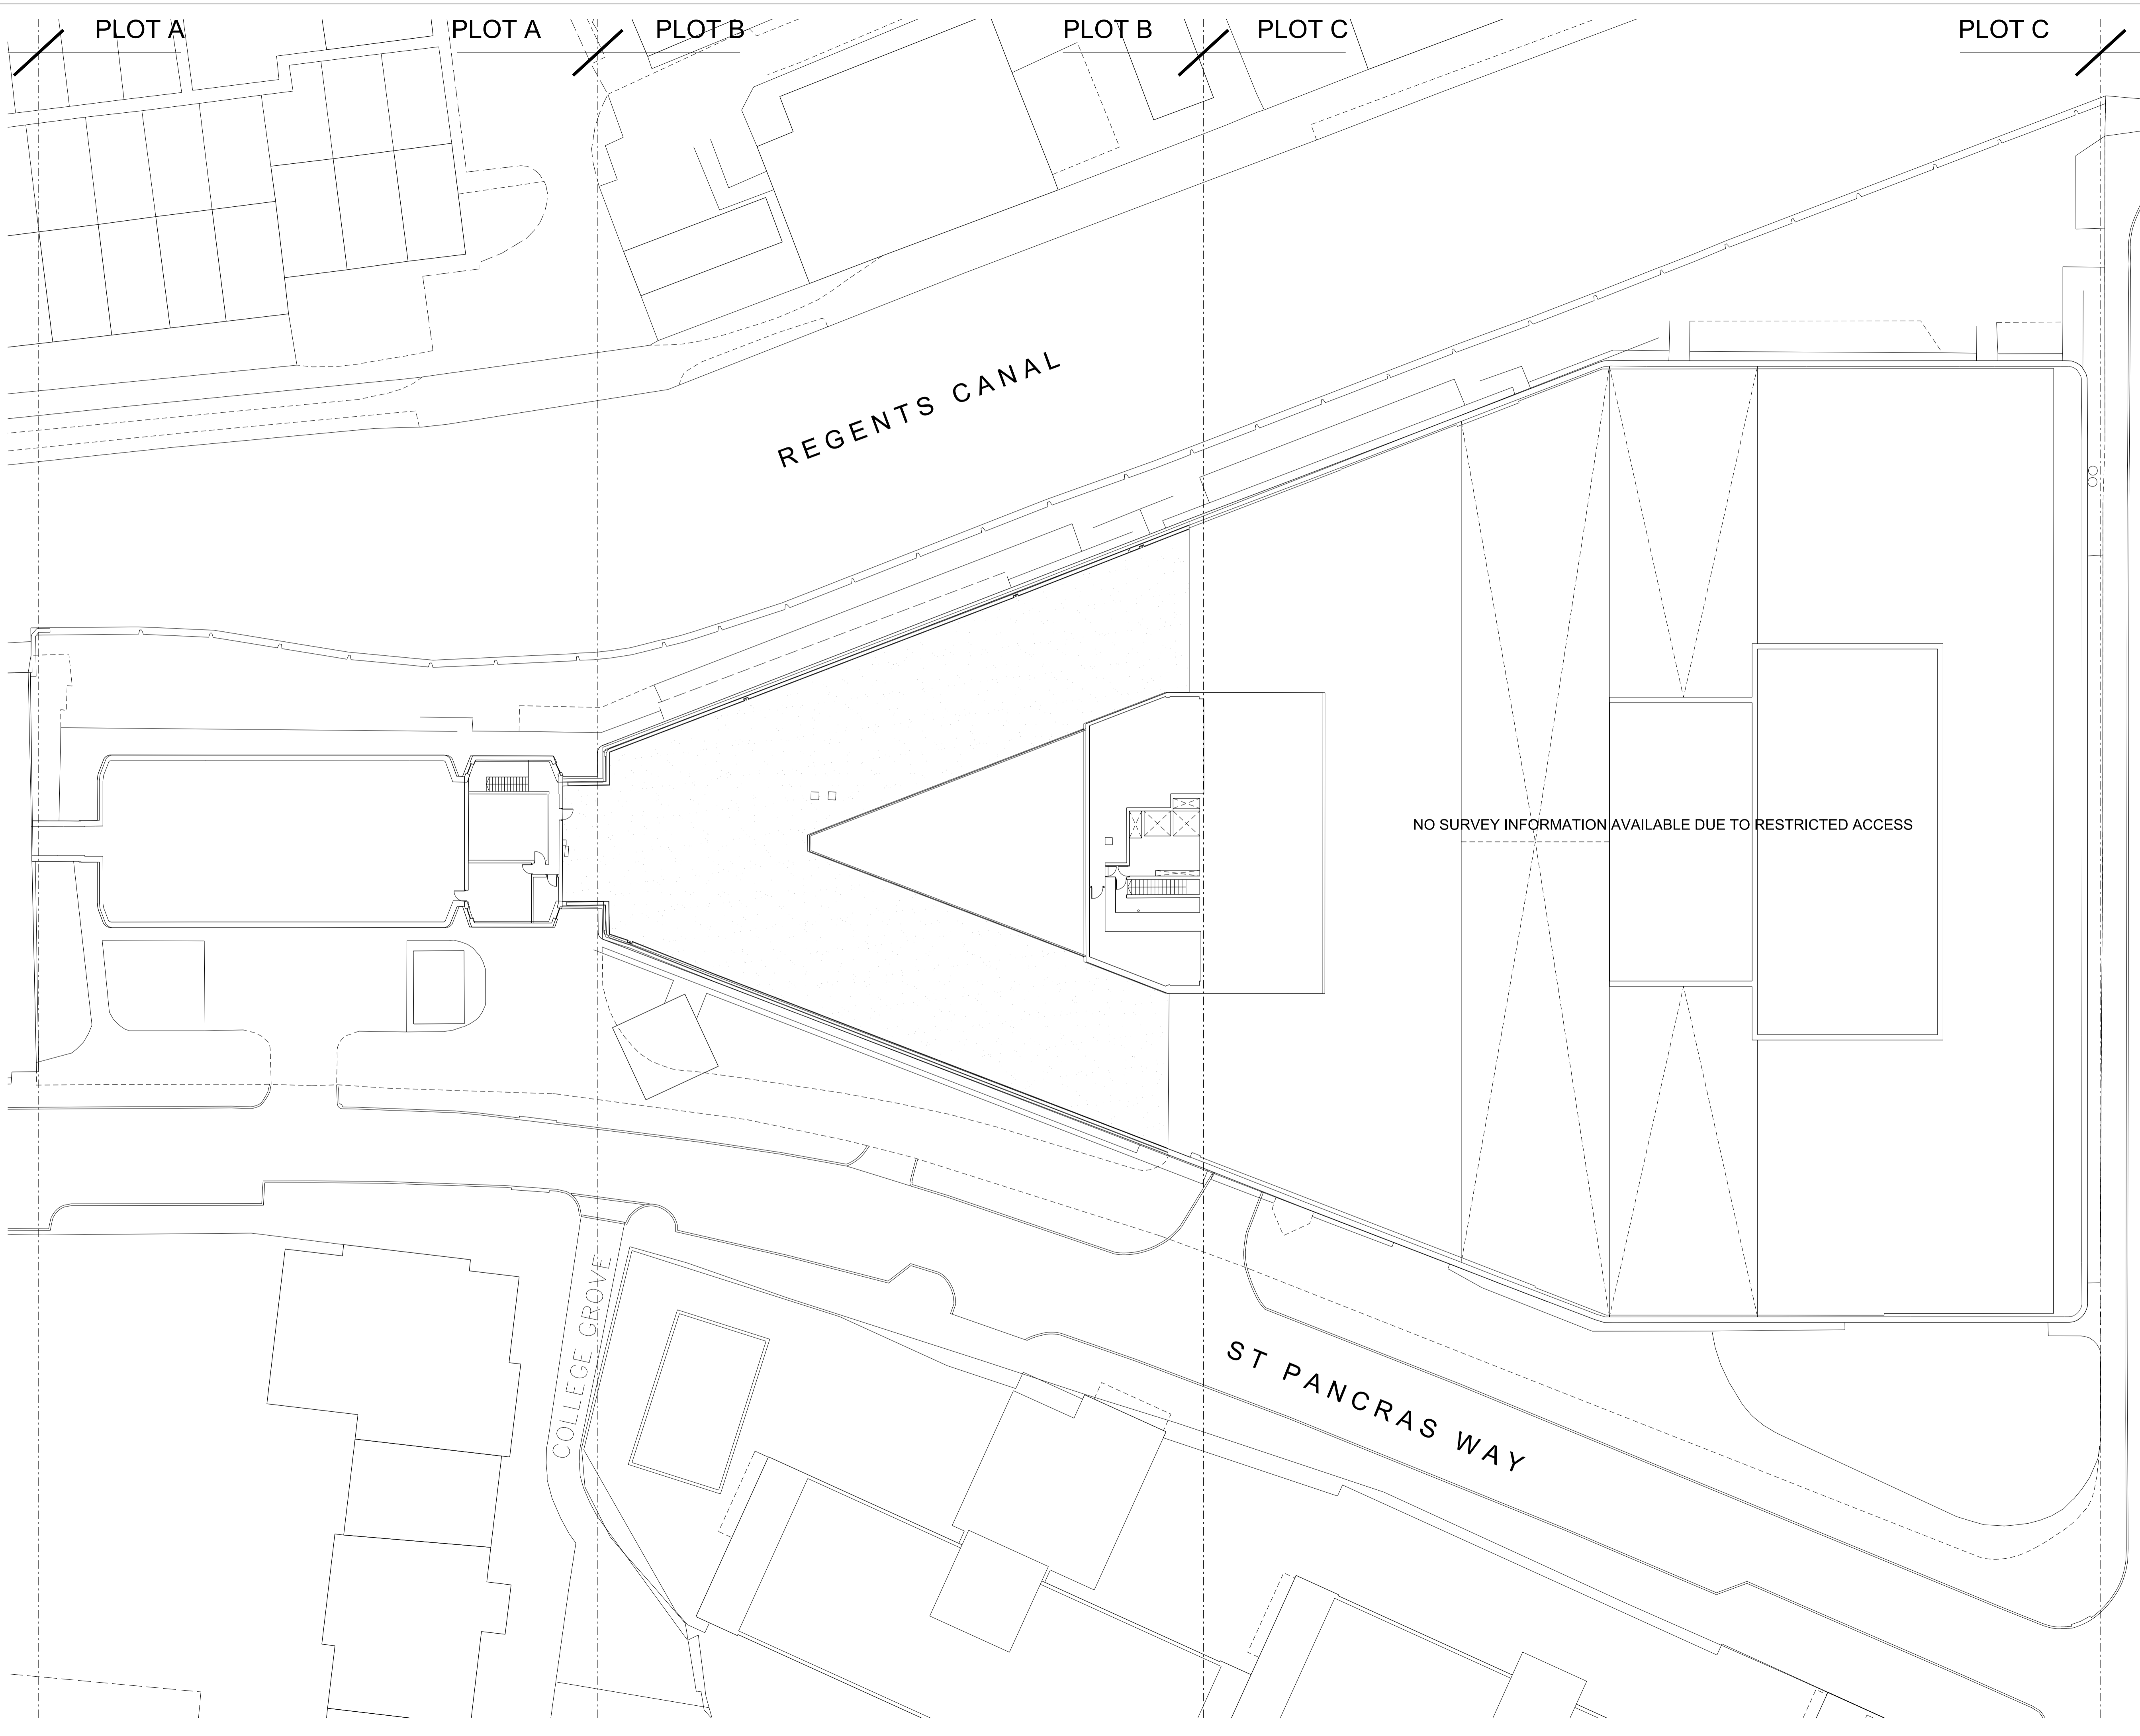 PLOT A
PLOT A
PLOT B
PLOT B
PLOT C
PLOT C
REGENTS CANAL
NO SURVEY INFORMATION AVAILABLE DUE TO RESTRICTED ACCESS
COLLEGE GROVE
ST PANCRAS WAY